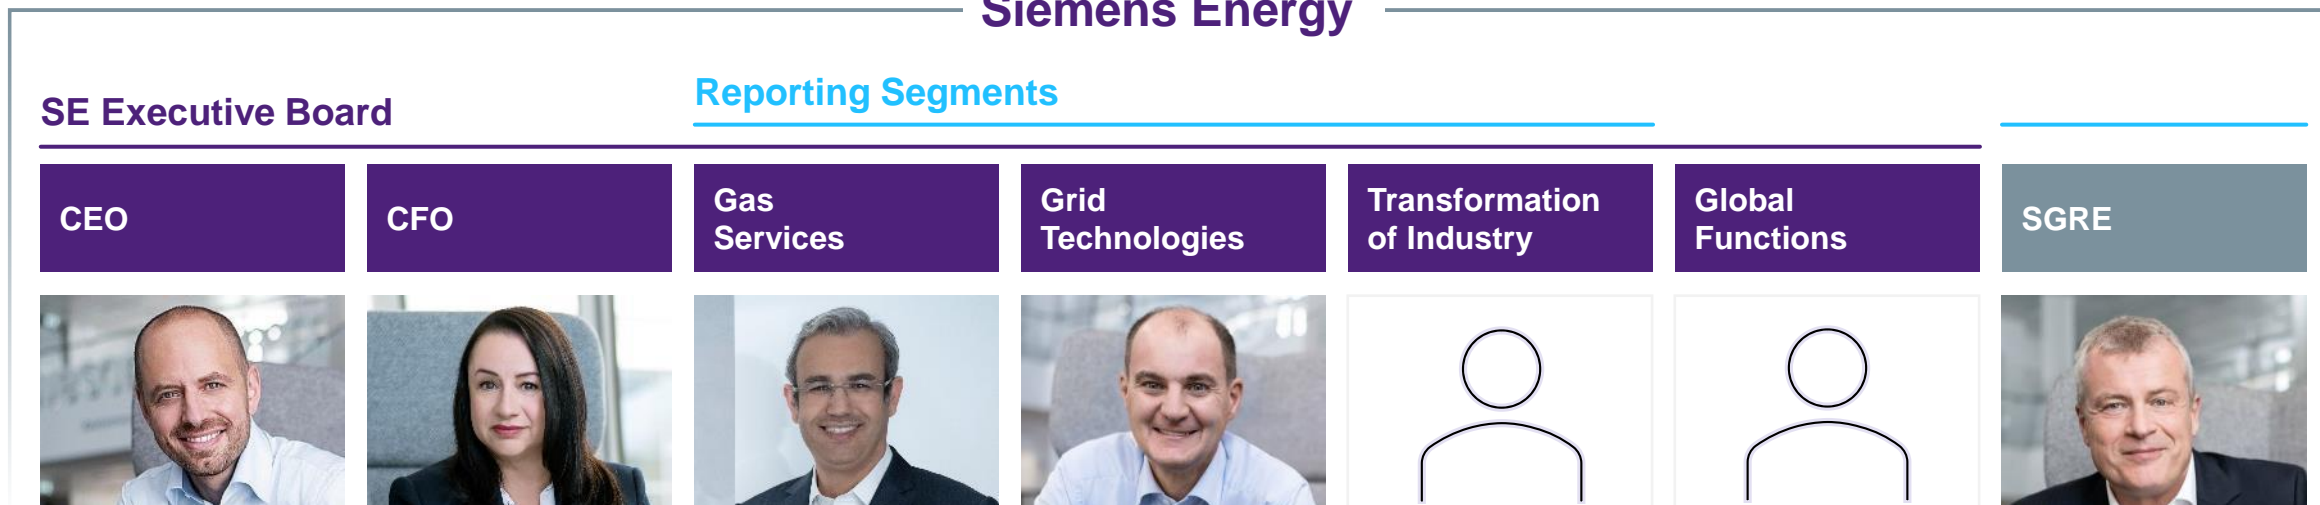 Siemens Energy
SE Executive Board
Reporting Segments
CEO
CFO
Gas
Services
Grid
Technologies
Transformation
of Industry
Global
Functions
SGRE